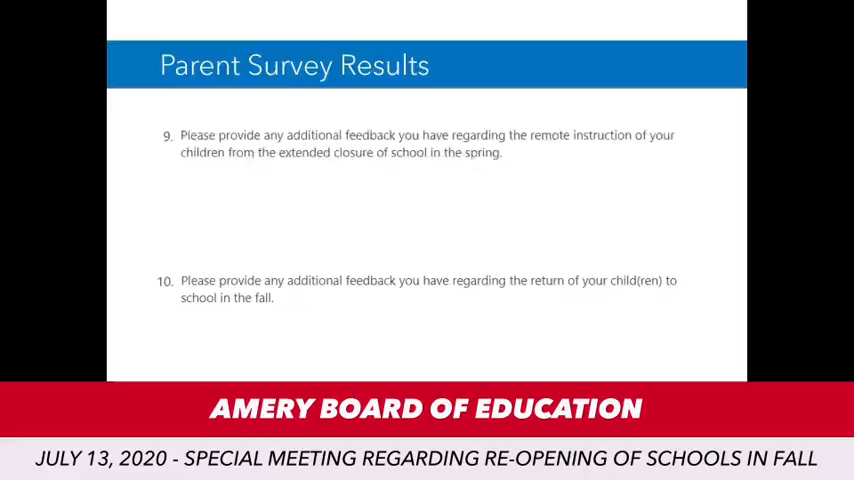 Parent Survey Results
9. Please provide any additional feedback you have regarding the remote instruction of your
children from the extended closure of school in the spring.
10. Please provide any additional feedback you have regarding the return of your child(ren) to
school in the fall.
AMERY BOARD OF EDUCATION
JULY 13, 2020 - SPECIAL MEETING REGARDING RE-OPENING OF SCHOOLS IN FALL